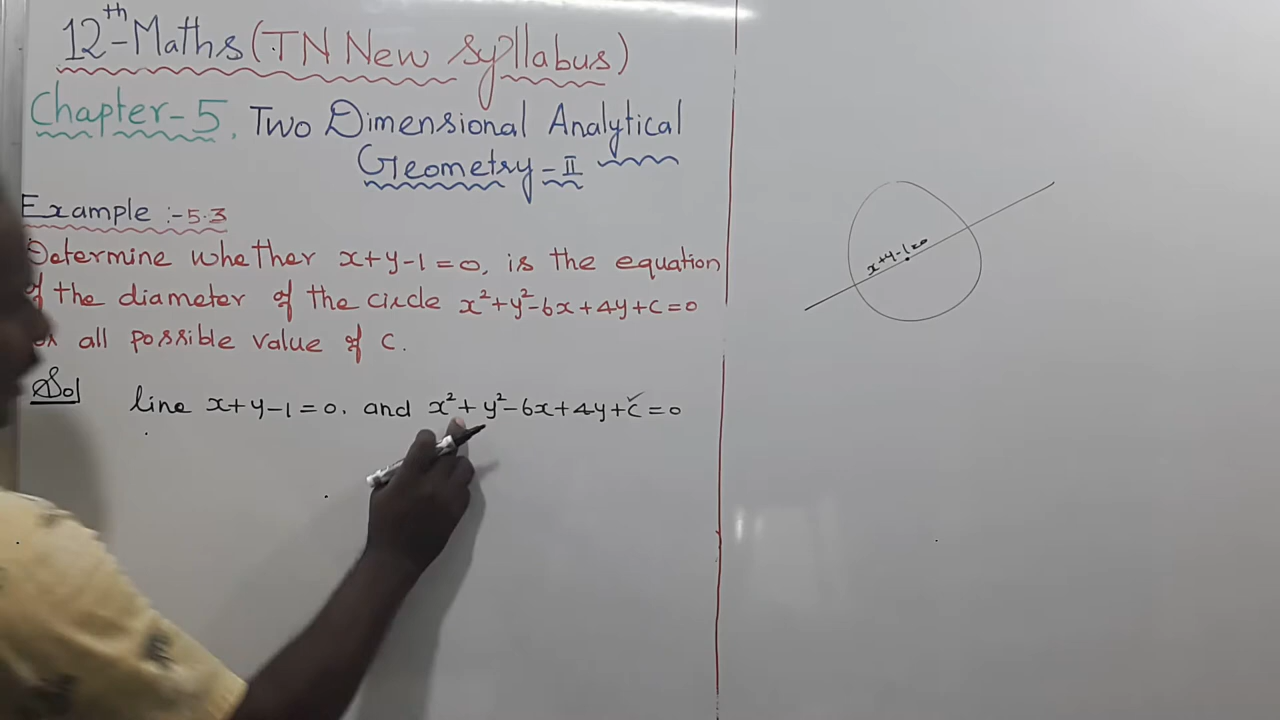 12th-Maths (TN New syllabus)
Chapter-5. Two Dimensional Analytical
Geometry-II
Example :-5.3
Determine whether x+y-1=0, is the equation
of the diameter of the circle x²+y²-6x+4y+c=0
all possible value of c.
Sol
line x+y-1=0. and x²+y²-6x+4y+c=0
x+y-1=0